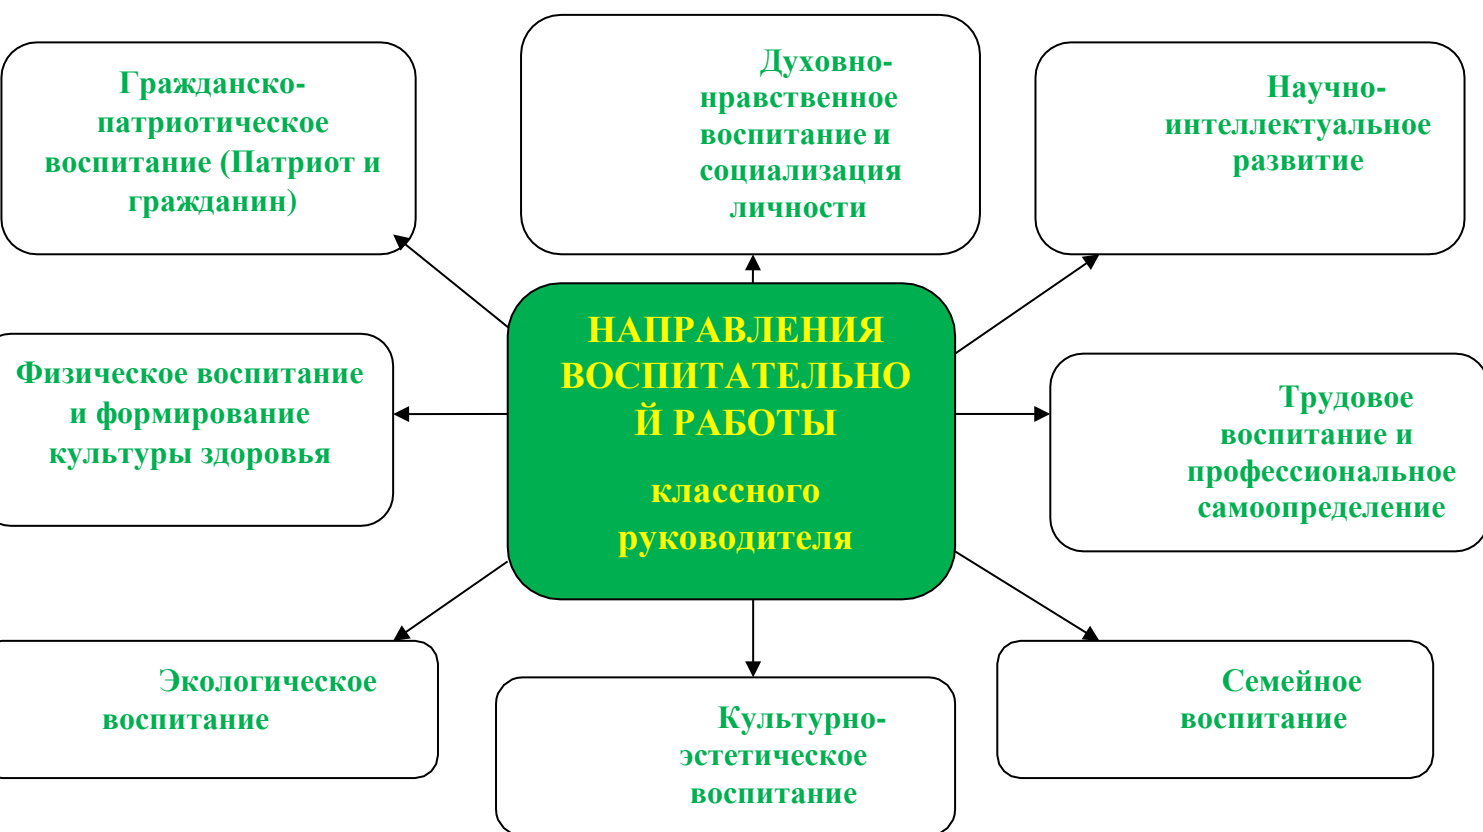 Гражданско-
патриотическое
воспитание (Патриот и
гражданин)
Духовно-
нравственное
воспитание и
социализация
личности
Научно-
интеллектуальное
развитие
НАПРАВЛЕНИЯ
ВОСПИТАТЕЛЬНО
Й РАБОТЫ
классного
руководителя
Физическое воспитание
и формирование
культуры здоровья
Трудовое
воспитание и
профессиональное
самоопределение
Экологическое
воспитание
Культурно-
эстетическое
воспитание
Семейное
воспитание